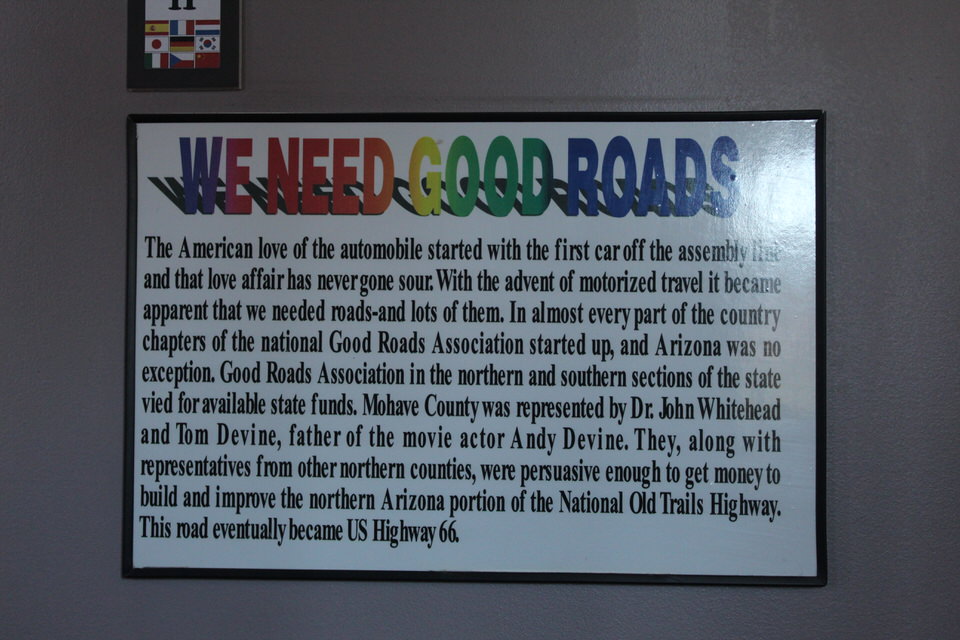 11
WE NEED GOOD ROADS
The American love of the automobile started with the first car off the assembly line
and that love affair has never gone sour. With the advent of motorized travel it became
apparent that we needed roads-and lots of them. In almost every part of the country
chapters of the national Good Roads Association started up, and Arizona was no
exception. Good Roads Association in the northern and southern sections of the state
vied for available state funds. Mohave County was represented by Dr. John Whitehead
and Tom Devine, father of the movie actor Andy Devine. They, along with
representatives from other northern counties, were persuasive enough to get money to
build and improve the northern Arizona portion of the National Old Trails Highway.
This road eventually became US Highway 66.